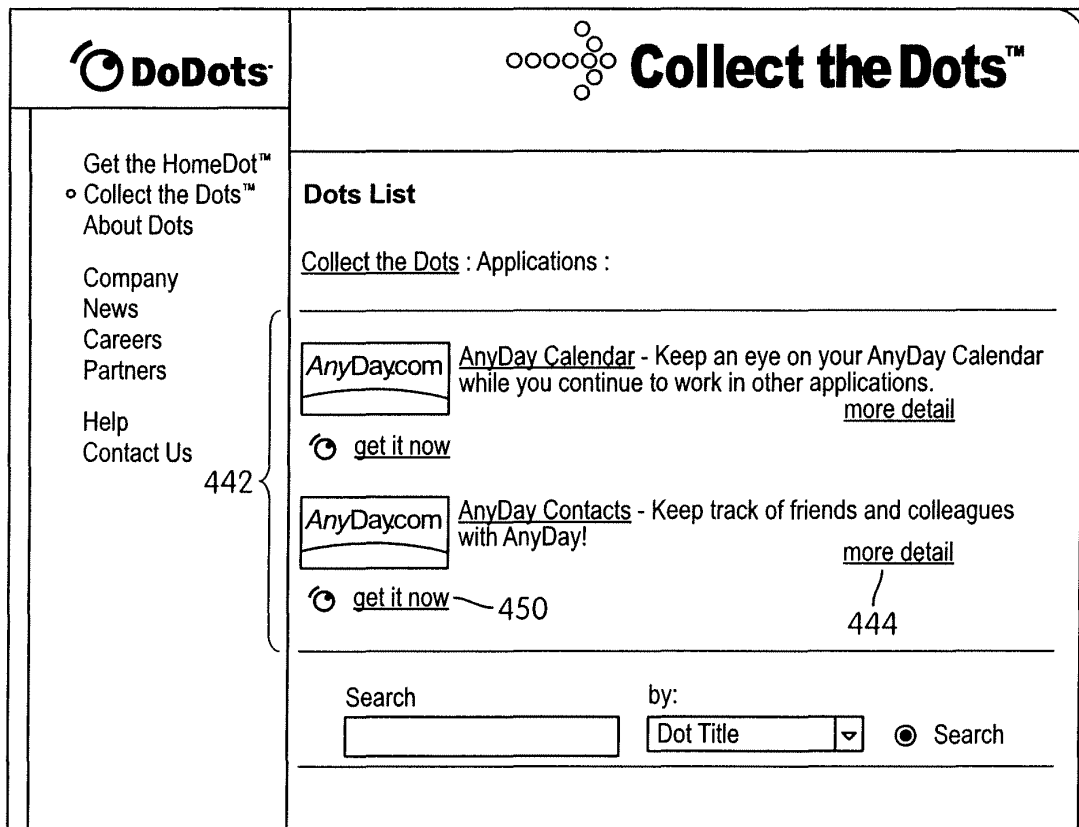 DoDots
Collect the Dots™
Get the HomeDot™
Collect the Dots™
About Dots
Company
News
Careers
Partners
Help
Contact Us
442
Dots List
Collect the Dots : Applications :
AnyDay.com
AnyDay Calendar - Keep an eye on your AnyDay Calendar
while you continue to work in other applications.
more detail
get it now
AnyDay.com
AnyDay Contacts - Keep track of friends and colleagues
with AnyDay!
more detail
get it now
450
444
Search
by:
Dot Title
Search